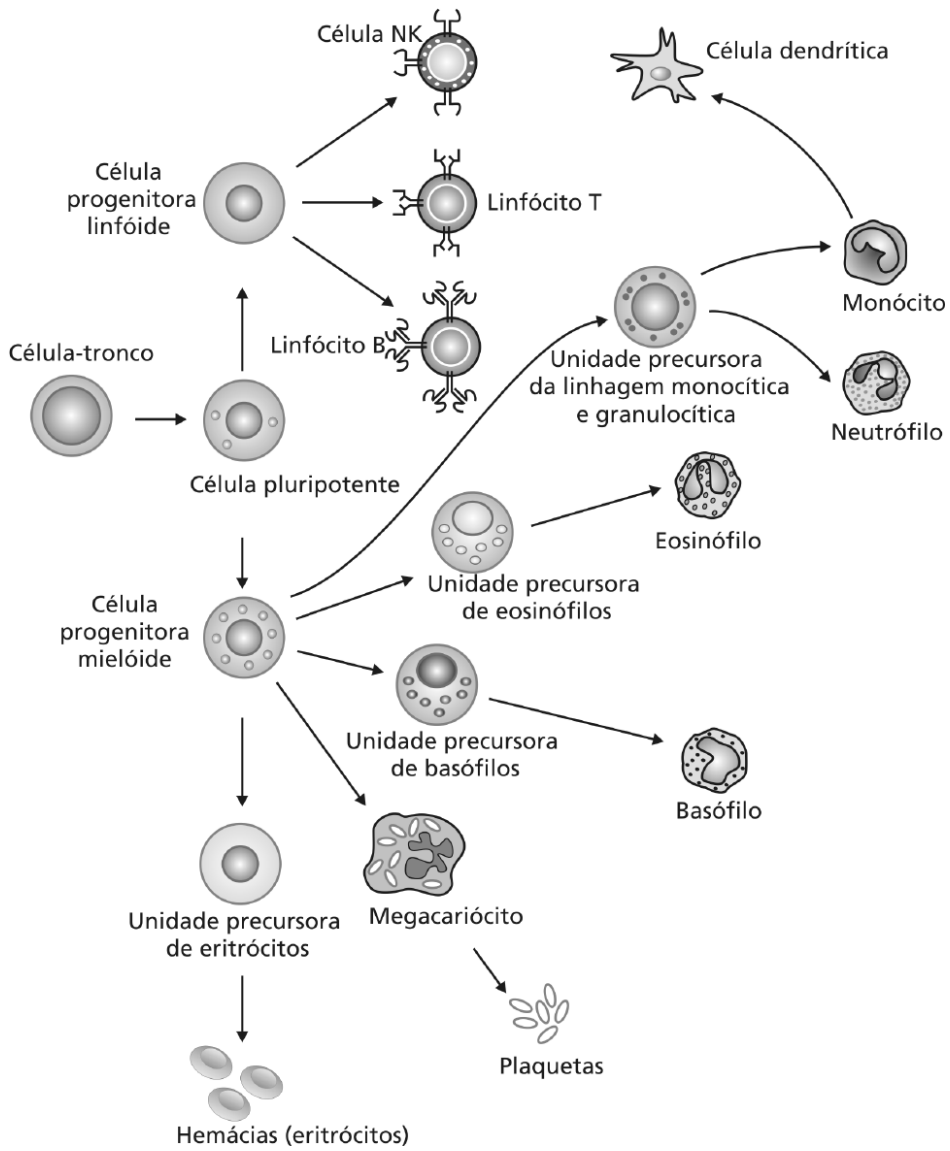 Célula NK
Célula dendrítica
Célula
progenitora
linfóide
Linfócito T
Monócito
Linfócito B
Célula-tronco
Unidade precursora
da linhagem monocítica
e granulocítica
Neutrófilo
Célula pluripotente
Eosinófilo
Unidade precursora
de eosinófilos
Célula
progenitora
mielóide
Unidade precursora
de basófilos
Basófilo
Megacariócito
Unidade precursora
de eritrócitos
Plaquetas
Hemácias (eritrócitos)